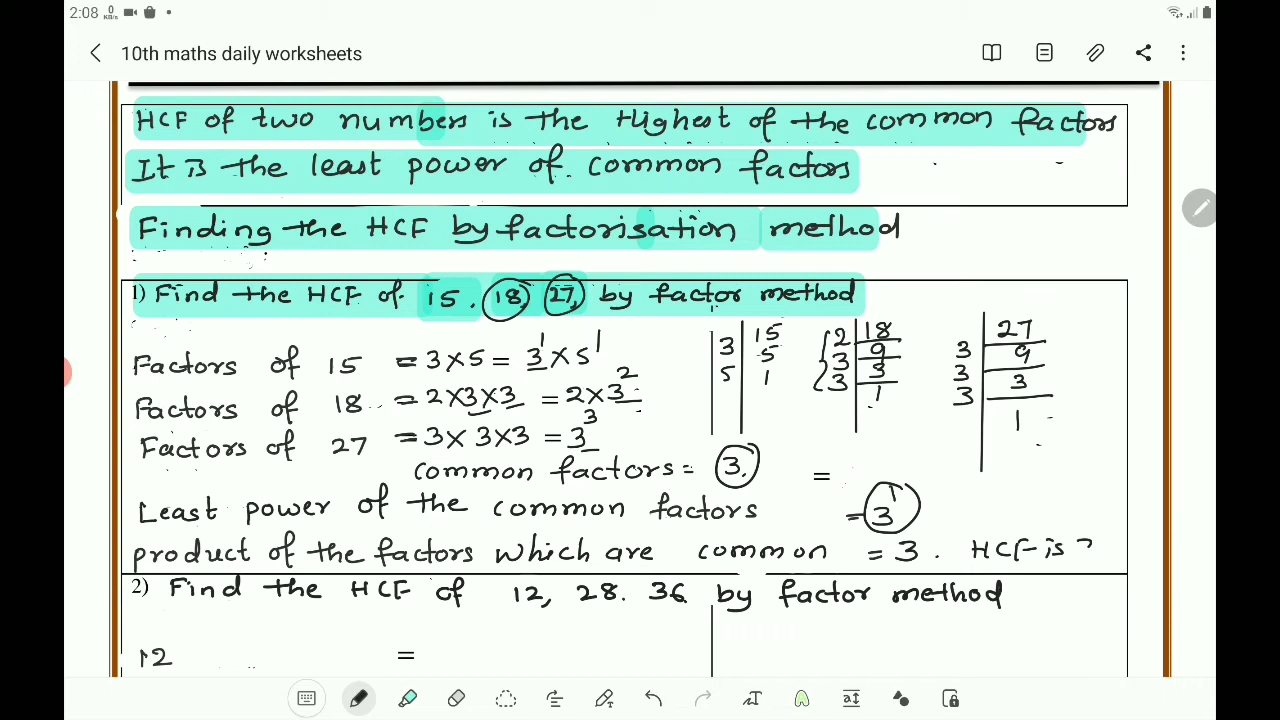 2:08 0 KB/s
10th maths daily worksheets
HCF of two numbers is the Highest of the common factors
It is the least power of common factors
Finding the HCF by factorisation method
1) Find the HCF of 15. 18, 27, by factor method
Factors of 15 = 3×5 = 3¹×5¹
Factors of 18 = 2×3×3 = 2×3²
Factors of 27 = 3×3×3 = 3³
3 | 15
5 | 5
1
2 | 18
3 | 9
3 | 3
1
27
3 | 9
3 | 3
3
1
common factors = 3. =
Least power of the common factors = 3¹
product of the factors which are common = 3. HCF is
2) Find the HCF of 12, 28. 36 by factor method
12 =